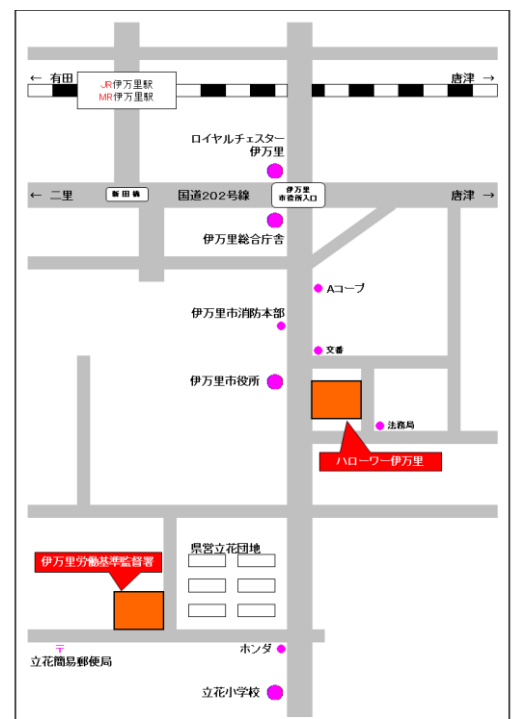 ← 有田
唐津 →
JR伊万里駅
MR伊万里駅
ロイヤルチェスター
伊万里
← 二里
新田橋
国道202号線
伊万里
市役所入口
唐津 →
伊万里総合庁舎
Aコープ
伊万里市消防本部
交番
伊万里市役所
法務局
ハローワー伊万里
県営立花団地
伊万里労働基準監督署
〒
立花簡易郵便局
ホンダ
立花小学校